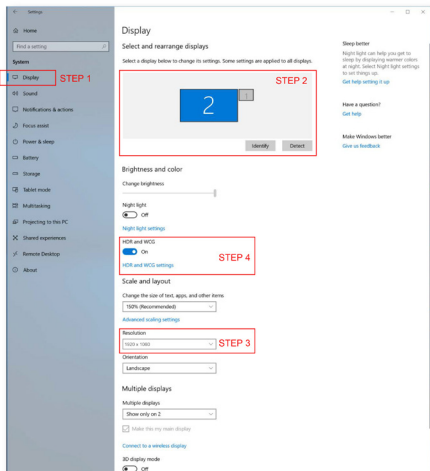 Settings
Home
Find a setting
System
Display
STEP 1
Sound
Notifications & actions
Focus assist
Power & sleep
Battery
Storage
Tablet mode
Multitasking
Projecting to this PC
Shared experiences
Remote Desktop
About
Display
Select and rearrange displays
Select a display below to change its settings. Some settings are applied to all displays.
STEP 2
2
1
Identify
Detect
Brightness and color
Change brightness
Night light
Off
Night light settings
HDR and WCG
On
HDR and WCG settings
STEP 4
Scale and layout
Change the size of text, apps, and other items
150% (Recommended)
Advanced scaling settings
Resolution
1920 x 1080
STEP 3
Orientation
Landscape
Multiple displays
Multiple displays
Show only on 2
Make this my main display
Connect to a wireless display
3D display mode
Off
Sleep better
Night light can help you get to
sleep by displaying warmer colors
at night. Select Night light settings
to set things up.
Get help setting it up
Have a question?
Get help
Make Windows better
Give us feedback